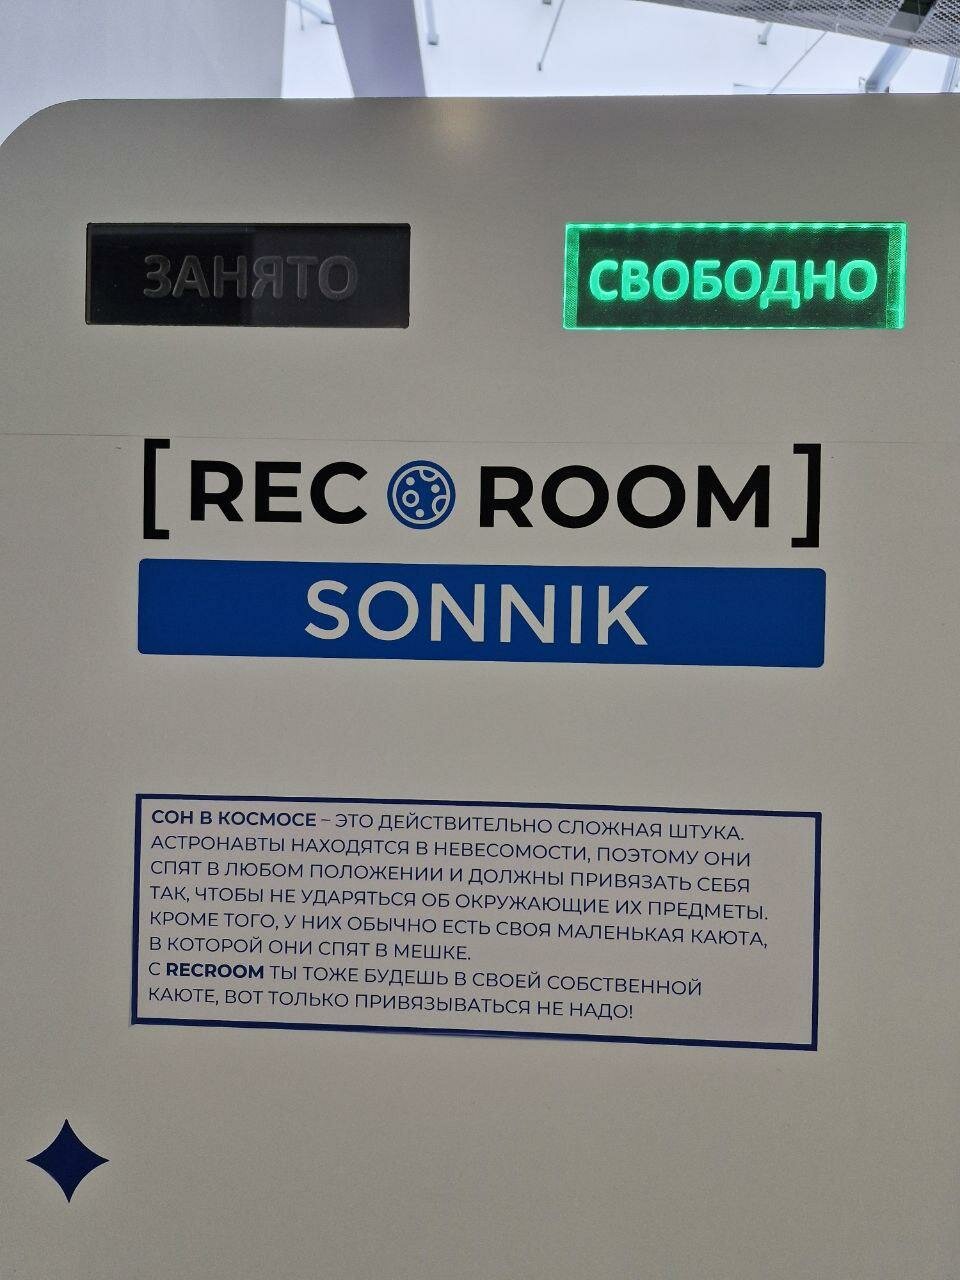 ЗАНЯТО
СВОБОДНО
[REC ROOM]
SONNIK
СОН В КОСМОСЕ – ЭТО ДЕЙСТВИТЕЛЬНО СЛОЖНАЯ ШТУКА.
АСТРОНАВТЫ НАХОДЯТСЯ В НЕВЕСОМОСТИ, ПОЭТОМУ ОНИ
СПЯТ В ЛЮБОМ ПОЛОЖЕНИИ И ДОЛЖНЫ ПРИВЯЗАТЬ СЕБЯ
ТАК, ЧТОБЫ НЕ УДАРЯТЬСЯ ОБ ОКРУЖАЮЩИЕ ИХ ПРЕДМЕТЫ.
КРОМЕ ТОГО, У НИХ ОБЫЧНО ЕСТЬ СВОЯ МАЛЕНЬКАЯ КАЮТА,
В КОТОРОЙ ОНИ СПЯТ В МЕШКЕ.
С RECROOM ТЫ ТОЖЕ БУДЕШЬ В СВОЕЙ СОБСТВЕННОЙ
КАЮТЕ, ВОТ ТОЛЬКО ПРИВЯЗЫВАТЬСЯ НЕ НАДО!